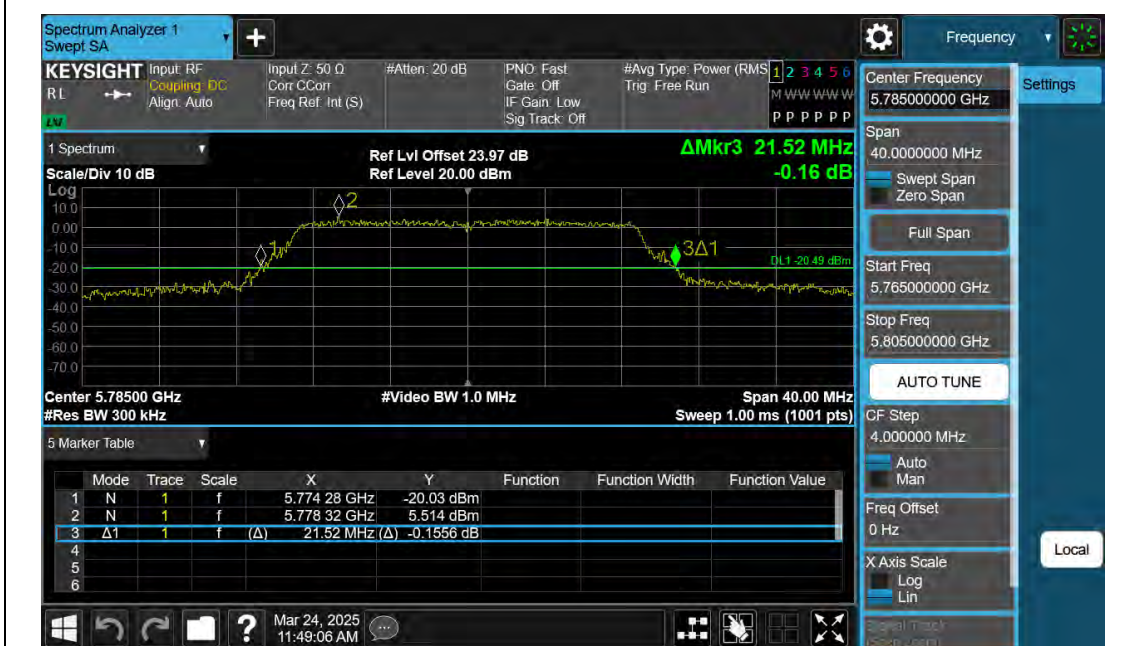 Spectrum Analyzer 1
Swept SA
+
Frequency
KEYSIGHT
RL
LXI
Input: RF
Coupling: DC
Align: Auto
Input Z: 50 Ω
Corr CCorr
Freq Ref: Int (S)
#Atten: 20 dB
PNO: Fast
Gate: Off
IF Gain: Low
Sig Track: Off
#Avg Type: Power (RMS
Trig: Free Run
1 2 3 4 5 6
M W W W W W
P P P P P P
1 Spectrum
Scale/Div 10 dB
Ref Lvl Offset 23.97 dB
Ref Level 20.00 dBm
ΔMkr3 21.52 MHz
-0.16 dB
Log
10.0
0.00
-10.0
-20.0
-30.0
-40.0
-50.0
-60.0
-70.0
1
2
3Δ1
DL1 -20.49 dBm
Center 5.78500 GHz
#Video BW 1.0 MHz
Span 40.00 MHz
#Res BW 300 kHz
Sweep 1.00 ms (1001 pts)
5 Marker Table
Mode Trace Scale X Y Function Function Width Function Value
1 N 1 f 5.774 28 GHz -20.03 dBm
2 N 1 f 5.778 32 GHz 5.514 dBm
3 Δ1 1 f (Δ) 21.52 MHz (Δ) -0.1556 dB
4
5
6
Mar 24, 2025
11:49:06 AM
?
Center Frequency
5.785000000 GHz
Settings
Span
40.0000000 MHz
Swept Span
Zero Span
Full Span
Start Freq
5.765000000 GHz
Stop Freq
5.805000000 GHz
AUTO TUNE
CF Step
4.000000 MHz
Auto
Man
Freq Offset
0 Hz
X Axis Scale
Log
Lin
Signal Track
Local